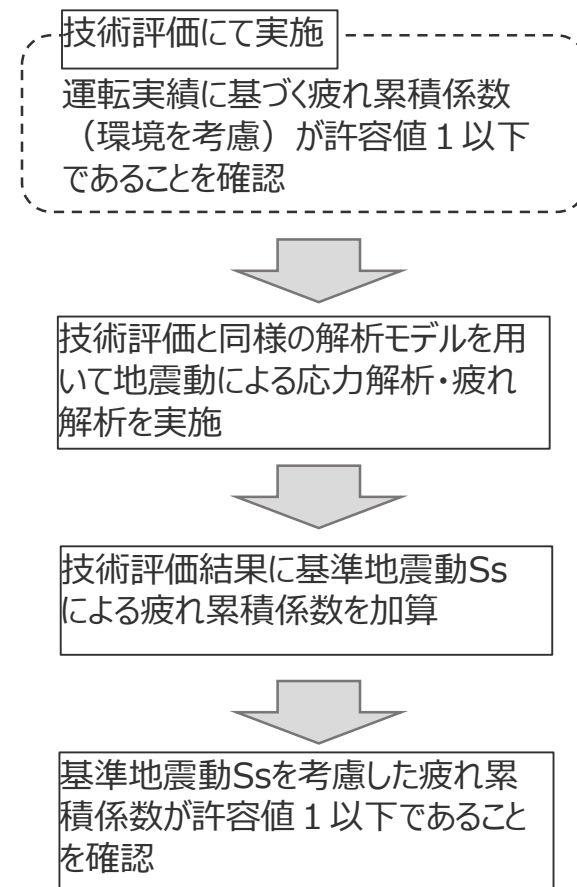 技術評価にて実施
運転実績に基づく疲れ累積係数
（環境を考慮）が許容値１以下
であることを確認
技術評価と同様の解析モデルを用
いて地震動による応力解析・疲れ
解析を実施
技術評価結果に基準地震動Ss
による疲れ累積係数を加算
基準地震動Ssを考慮した疲れ累
積係数が許容値１以下であること
を確認